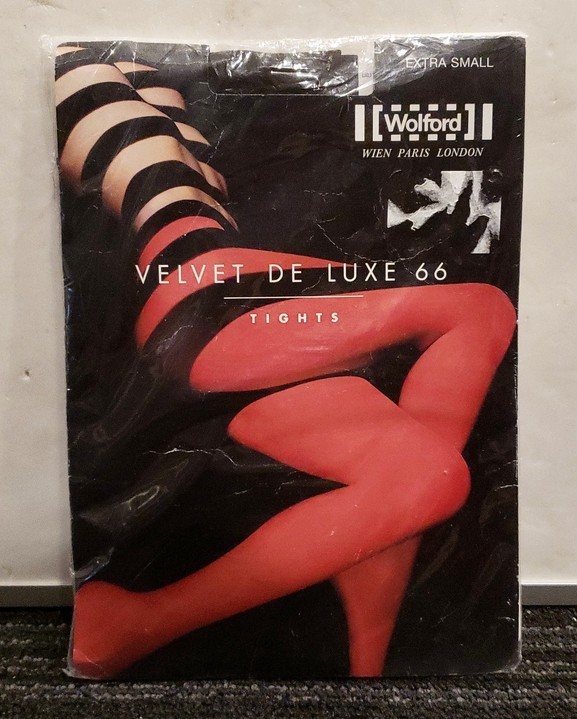 EXTRA SMALL
Wolford
WIEN PARIS LONDON
VELVET DE LUXE 66
TIGHTS